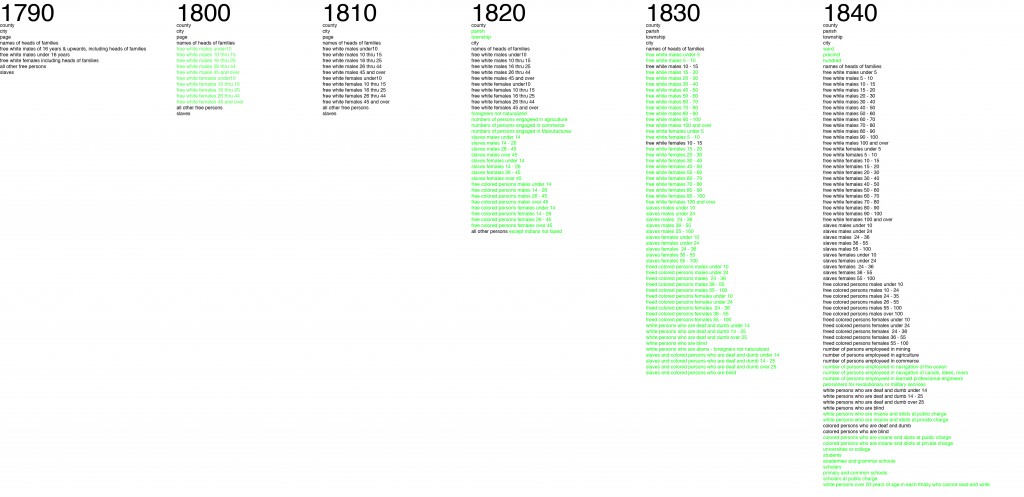 1790
county
city
page
names of heads of families
free white males of 16 years & upwards, including heads of families
free white males under 16 years
free white females including heads of families
all other free persons
slaves
1800
county
city
page
names of heads of families
free white males under10
free white males 10 thru 15
free white males 16 thru 25
free white males 26 thru 44
free white males 45 and over
free white females under10
free white females 10 thru 15
free white females 16 thru 25
free white females 26 thru 44
free white females 45 and over
all other free persons
slaves
1810
county
city
page
names of heads of families
free white males under10
free white males 10 thru 15
free white males 16 thru 25
free white males 26 thru 44
free white males 45 and over
free white females under10
free white females 10 thru 15
free white females 16 thru 25
free white females 26 thru 44
free white females 45 and over
all other free persons
slaves
1820
county
parish
township
city
names of heads of families
free white males under10
free white males 10 thru 15
free white males 16 thru 25
free white males 26 thru 44
free white males 45 and over
free white females under10
free white females 10 thru 15
free white females 16 thru 25
free white females 26 thru 44
free white females 45 and over
foreigners not naturalized
numbers of persons engaged in agriculture
numbers of persons engaged in commerce
numbers of persons engaged in Manufactures
slaves males under 14
slaves males 14 - 26
slaves males 26 - 45
slaves males over 45
slaves females under 14
slaves females 14 - 26
slaves females 26 - 45
slaves females over 45
free colored persons males under 14
free colored persons males 14 - 26
free colored persons males 26 - 45
free colored persons males over 45
free colored persons females under 14
free colored persons females 14 - 26
free colored persons females 26 - 45
free colored persons females over 45
all other persons except indians not taxed
1830
county
parish
township
city
names of heads of families
free white males under 5
free white males 5 - 10
free white males 10 - 15
free white males 15 - 20
free white males 20 - 30
free white males 30 - 40
free white males 40 - 50
free white males 50 - 60
free white males 60 - 70
free white males 70 - 80
free white males 80 - 90
free white males 90 - 100
free white males 100 and over
free white females under 5
free white females 5 - 10
free white females 10 - 15
free white females 15 - 20
free white females 20 - 30
free white females 30 - 40
free white females 40 - 50
free white females 50 - 60
free white females 60 - 70
free white females 70 - 80
free white females 80 - 90
free white females 90 - 100
free white females 100 and over
slaves males under 10
slaves males under 24
slaves males 24 - 36
slaves males 36 - 55
slaves males 55 - 100
slaves females under 10
slaves females under 24
slaves females 24 - 36
slaves females 36 - 55
slaves females 55 - 100
freed colored persons males under 10
freed colored persons males under 24
freed colored persons males 24 - 36
freed colored persons males 36 - 55
freed colored persons males 55 - 100
freed colored persons females under 10
freed colored persons females under 24
freed colored persons females 24 - 36
freed colored persons females 36 - 55
freed colored persons females 55 - 100
white persons who are deaf and dumb under 14
white persons who are deaf and dumb 14 - 25
white persons who are deaf and dumb over 25
white persons who are blind
white persons who are aliens - foreigners not naturalized
slaves and colored persons who are deaf and dumb under 14
slaves and colored persons who are deaf and dumb 14 - 25
slaves and colored persons who are deaf and dumb over 25
slaves and colored persons who are blind
1840
county
parish
township
city
ward
precinct
hundred
names of heads of families
free white males under 5
free white males 5 - 10
free white males 10 - 15
free white males 15 - 20
free white males 20 - 30
free white males 30 - 40
free white males 40 - 50
free white males 50 - 60
free white males 60 - 70
free white males 70 - 80
free white males 80 - 90
free white males 90 - 100
free white males 100 and over
free white females under 5
free white females 5 - 10
free white females 10 - 15
free white females 15 - 20
free white females 20 - 30
free white females 30 - 40
free white females 40 - 50
free white females 50 - 60
free white females 60 - 70
free white females 70 - 80
free white females 80 - 90
free white females 90 - 100
free white females 100 and over
slaves males under 10
slaves males under 24
slaves males 24 - 36
slaves males 36 - 55
slaves males 55 - 100
slaves females under 10
slaves females under 24
slaves females 24 - 36
slaves females 36 - 55
slaves females 55 - 100
free colored persons males under 10
free colored persons males 10 - 24
free colored persons males 24 - 35
free colored persons males 26 - 55
free colored persons males 55 - 100
free colored persons males over 100
freed colored persons females under 10
freed colored persons females under 24
freed colored persons females 24 - 36
freed colored persons females 36 - 55
freed colored persons females 55 - 100
number of persons employeed in mining
number of persons employeed in agriculture
number of persons employeed in commerce
number of persons employeed in navigation of the ocean
number of persons employeed in navigation of canals, lakes, rivers
number of persons employeed in learned professional engineers
pensioners for revolutionary or military services
white persons who are deaf and dumb under 14
white persons who are deaf and dumb 14 - 25
white persons who are deaf and dumb over 25
white persons who are blind
white persons who are insane and idiots at public charge
white persons who are insane and idiots at private charge
colored persons who are deaf and dumb
colored persons who are blind
colored persons who are insane and idiots at public charge
colored persons who are insane and idiots at private charge
universities or college
students
academies and grammar schools
scholars
primary and common schools
scholars at public charge
white persons over 20 years of age in each family who cannot read and write